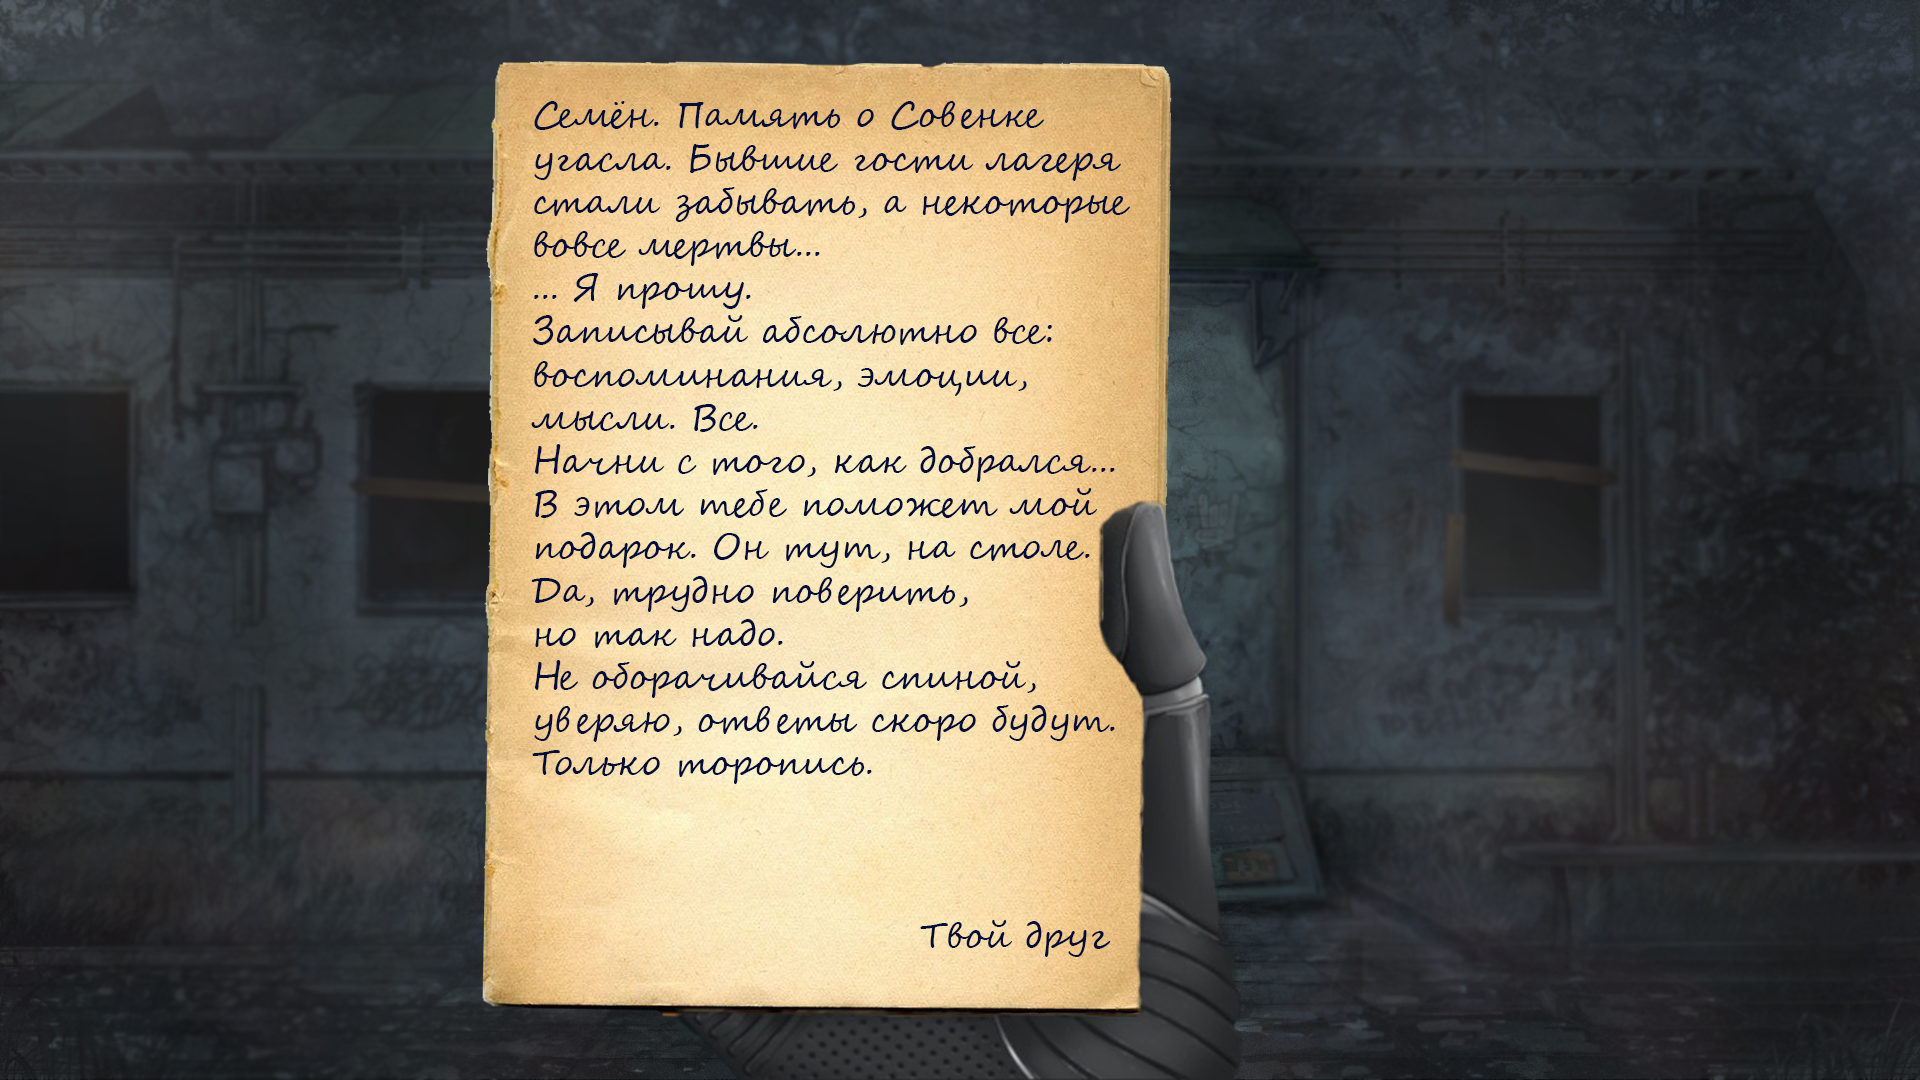 Семён. Память о Совенке
угасла. Бывшие гости лагеря
стали забывать, а некоторые
вовсе мертвы...
... Я прошу.
Записывай абсолютно все:
воспоминания, эмоции,
мысли. Все.
Начни с того, как добрался...
В этом тебе поможет мой
подарок. Он тут, на столе.
Да, трудно поверить,
но так надо.
Не оборачивайся спиной,
уверяю, ответы скоро будут.
Только торопись.
Твой друг